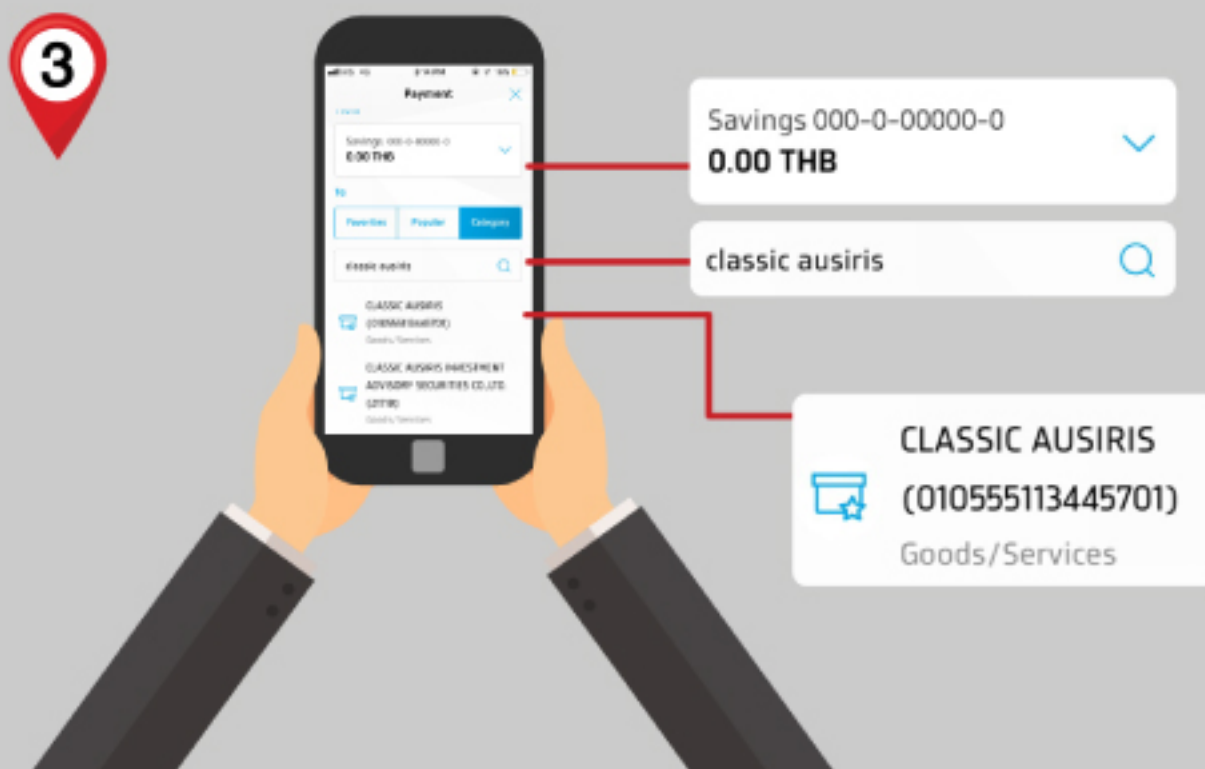 3
Payment
Savings 000-0-00000-0
0.00 THB
To
Favorites Popular Category
classic ausiris
CLASSIC AUSIRIS
Goods/Services
CLASSIC AUSIRIS INVESTMENT
ADVISORY SECURITIES CO.,LTD.
Goods/Services
Savings 000-0-00000-0
0.00 THB
classic ausiris
CLASSIC AUSIRIS
(010555113445701)
Goods/Services